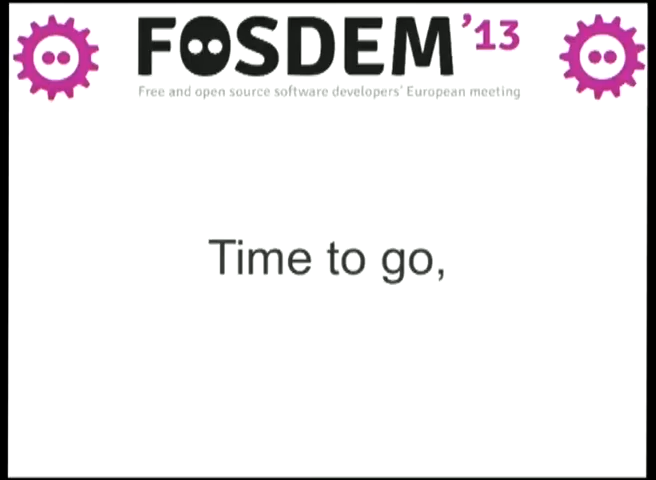 FOSDEM '13
Free and open source software developers' European meeting
Time to go,